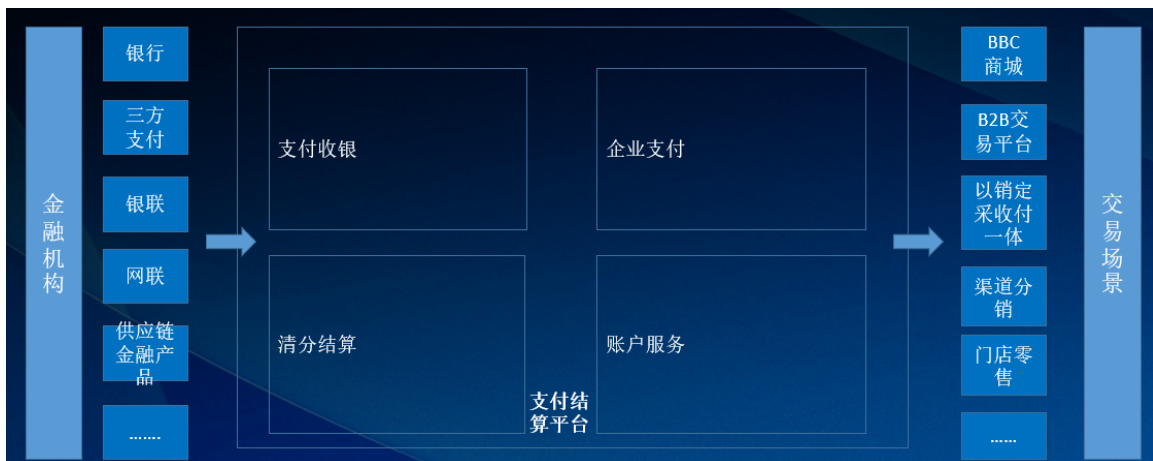 金
融
机
构
银行
三方
支付
银联
网联
供应链
金融产
品
.......
支付收银
企业支付
清分结算
账户服务
支付结
算平台
BBC
商城
B2B交
易平台
以销定
采收付
一体
渠道分
销
门店零
售
......
交
易
场
景